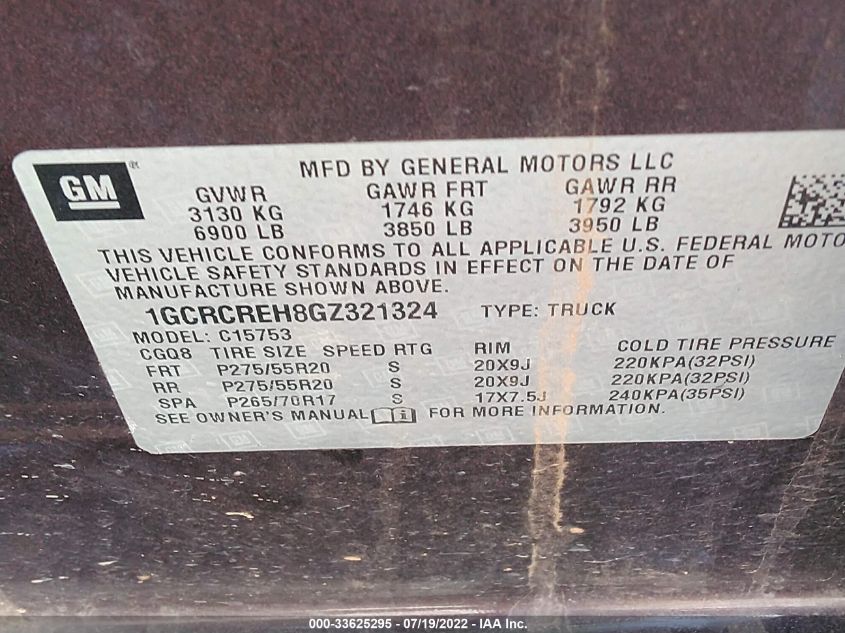 GM®
MFD BY GENERAL MOTORS LLC
GVWR GAWR FRT GAWR RR
3130 KG 1746 KG 1792 KG
6900 LB 3850 LB 3950 LB
THIS VEHICLE CONFORMS TO ALL APPLICABLE U.S. FEDERAL MOTO
VEHICLE SAFETY STANDARDS IN EFFECT ON THE DATE OF
MANUFACTURE SHOWN ABOVE.
1GCRCREH8GZ321324 TYPE: TRUCK
MODEL: C15753
CGQ8 TIRE SIZE SPEED RTG RIM COLD TIRE PRESSURE
FRT P275/55R20 S 20X9J 220KPA(32PSI)
RR P275/55R20 S 20X9J 220KPA(32PSI)
SPA P265/70R17 S 17X7.5J 240KPA(35PSI)
SEE OWNER'S MANUAL FOR MORE INFORMATION.
000-33625295 - 07/19/2022 - IAA Inc.